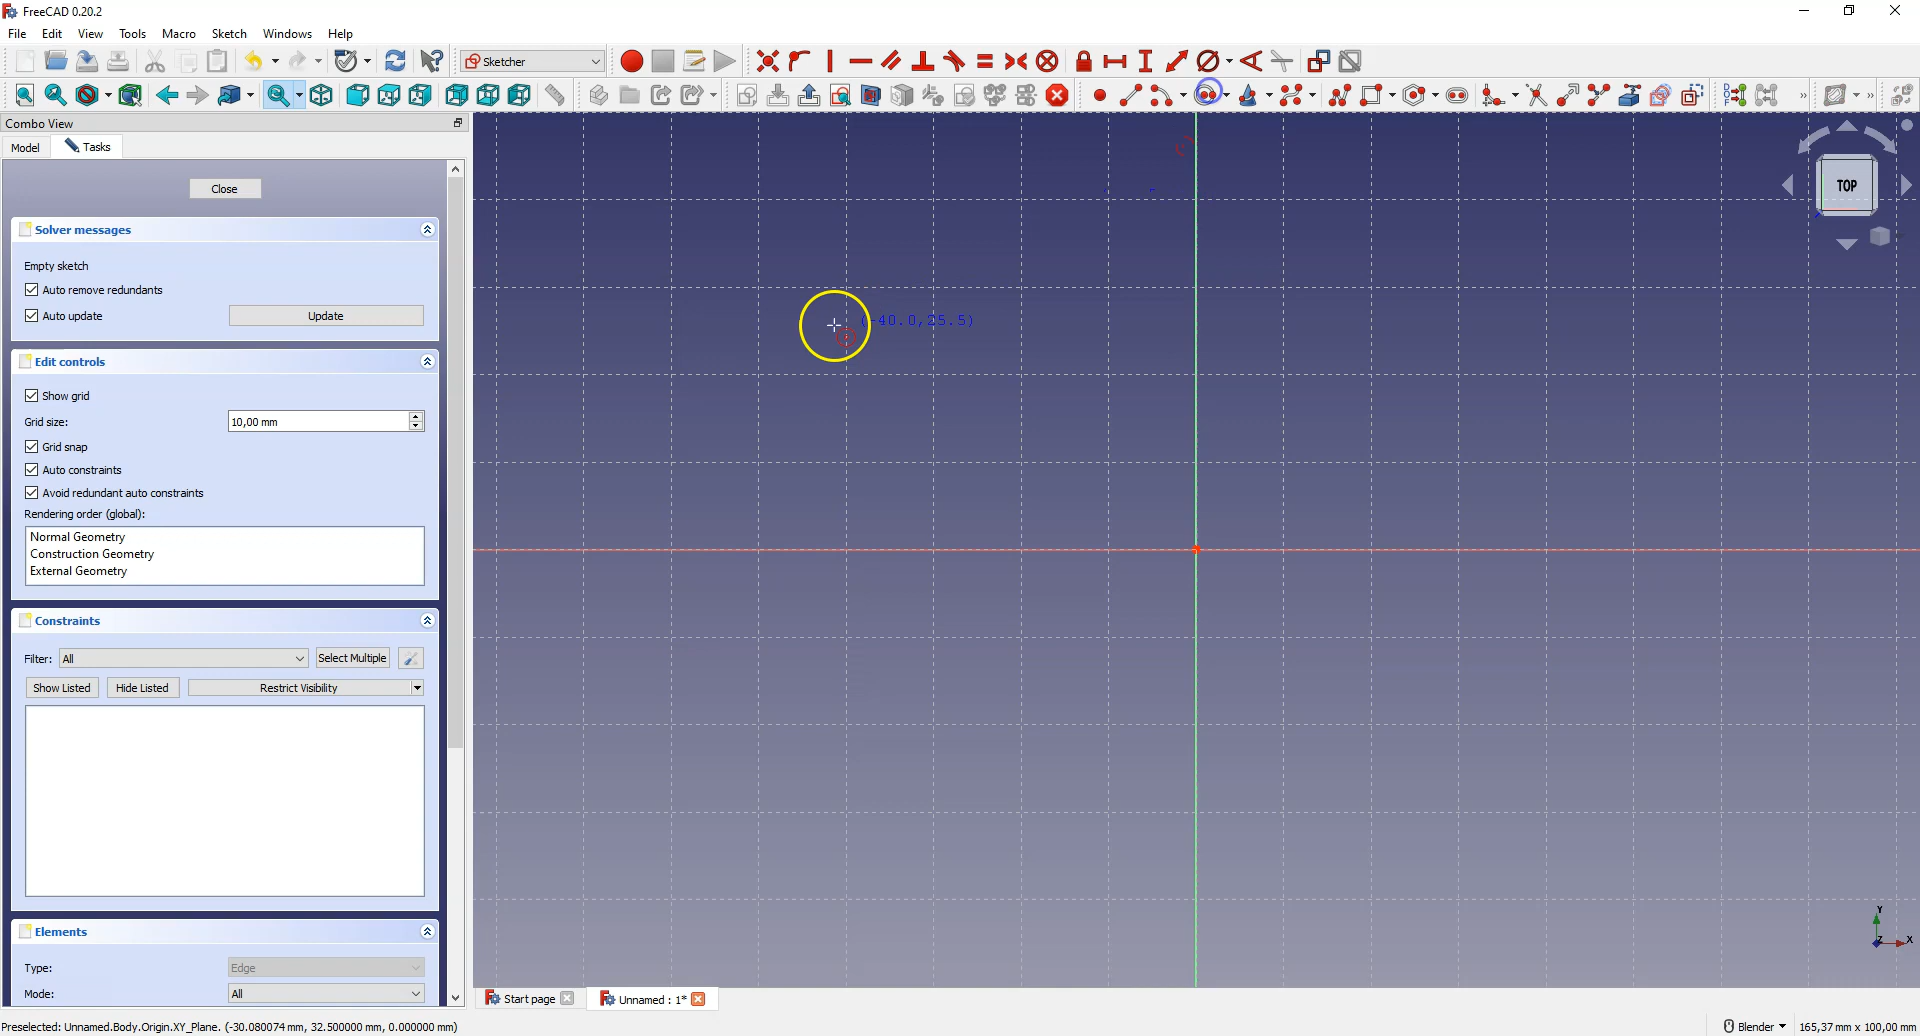 FreeCAD 0.20.2
File Edit View Tools Macro Sketch Windows Help
Sketcher
Combo View
Model Tasks
Close
Solver messages
Empty sketch
Auto remove redundants
Auto update Update
Edit controls
Show grid
Grid size: 10,00 mm
Grid snap
Auto constraints
Avoid redundant auto constraints
Rendering order (global):
Normal Geometry
Construction Geometry
External Geometry
Constraints
Filter: All Select Multiple
Show Listed Hide Listed Restrict Visibility
Elements
Type: Edge
Mode: All
(-40.0,25.5)
TOP
Y
Z X
Start page Unnamed : 1*
Preselected: Unnamed.Body.Origin.XY_Plane. (-30.080074 mm, 32.500000 mm, 0.000000 mm)
Blender 165,37 mm x 100,00 mm